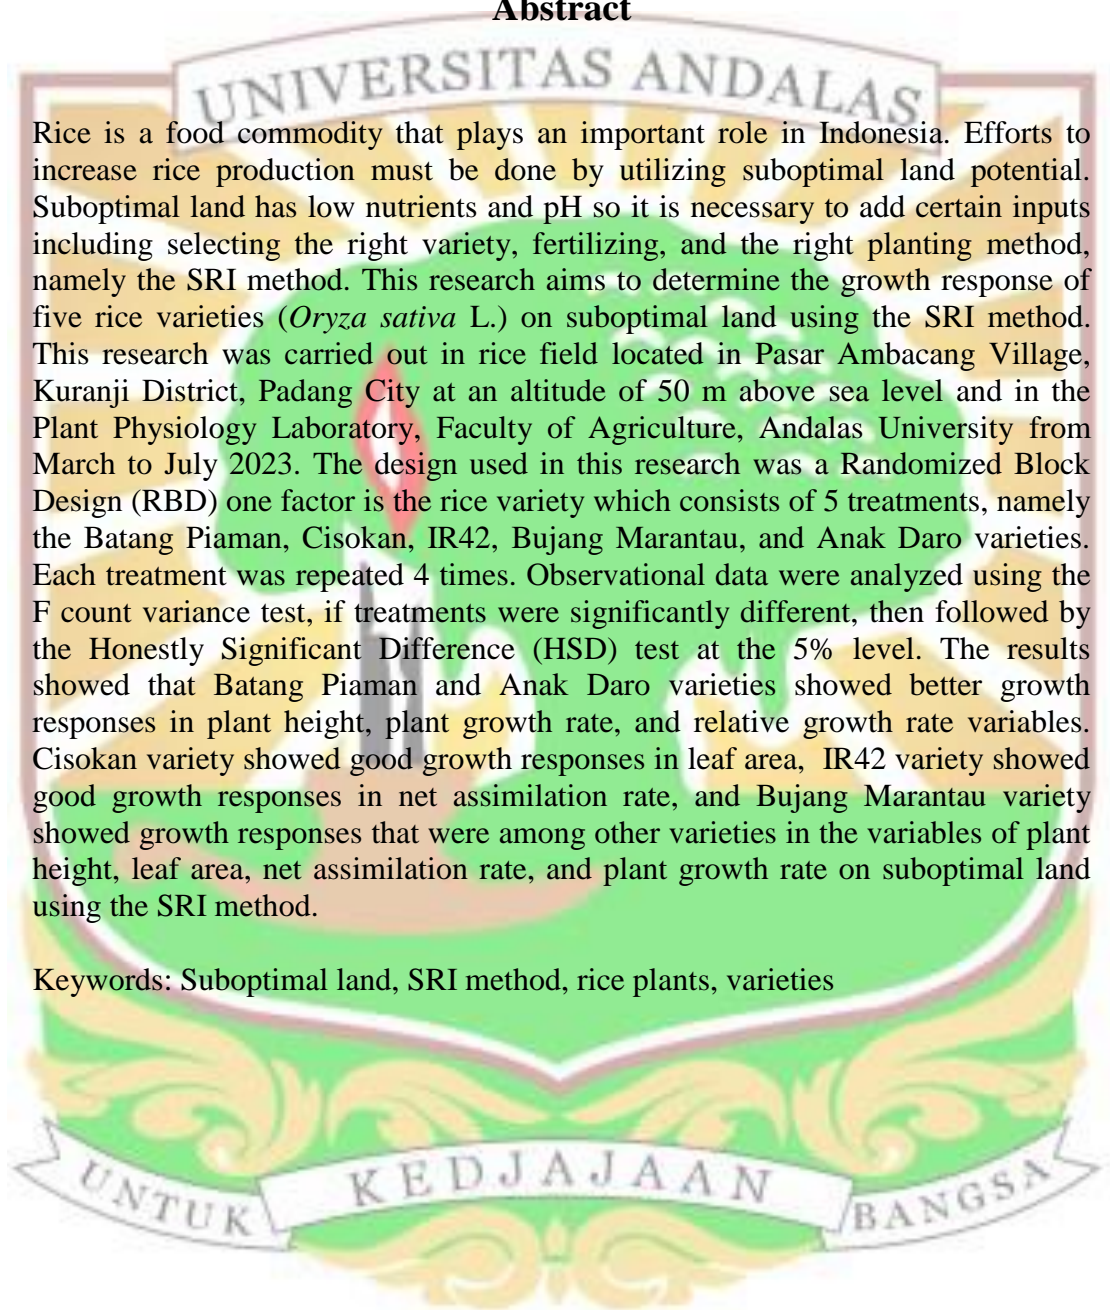 Abstract
UNIVERSITAS ANDALAS
Rice is a food commodity that plays an important role in Indonesia. Efforts to
increase rice production must be done by utilizing suboptimal land potential.
Suboptimal land has low nutrients and pH so it is necessary to add certain inputs
including selecting the right variety, fertilizing, and the right planting method,
namely the SRI method. This research aims to determine the growth response of
five rice varieties (Oryza sativa L.) on suboptimal land using the SRI method.
This research was carried out in rice field located in Pasar Ambacang Village,
Kuranji District, Padang City at an altitude of 50 m above sea level and in the
Plant Physiology Laboratory, Faculty of Agriculture, Andalas University from
March to July 2023. The design used in this research was a Randomized Block
Design (RBD) one factor is the rice variety which consists of 5 treatments, namely
the Batang Piaman, Cisokan, IR42, Bujang Marantau, and Anak Daro varieties.
Each treatment was repeated 4 times. Observational data were analyzed using the
F count variance test, if treatments were significantly different, then followed by
the Honestly Significant Difference (HSD) test at the 5% level. The results
showed that Batang Piaman and Anak Daro varieties showed better growth
responses in plant height, plant growth rate, and relative growth rate variables.
Cisokan variety showed good growth responses in leaf area, IR42 variety showed
good growth responses in net assimilation rate, and Bujang Marantau variety
showed growth responses that were among other varieties in the variables of plant
height, leaf area, net assimilation rate, and plant growth rate on suboptimal land
using the SRI method.
Keywords: Suboptimal land, SRI method, rice plants, varieties
UNTUK KEDJAJAAN BANGSA